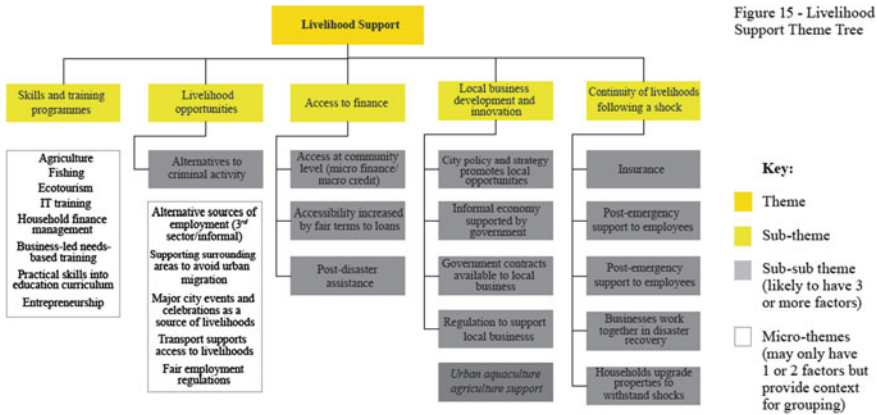 Livelihood Support
Figure 15 - Livelihood
Support Theme Tree
Skills and training
programmes
Livelihood
opportunities
Access to finance
Local business
development and
innovation
Continuity of livelihoods
following a shock
Agriculture
Fishing
Ecotourism
IT training
Household finance
management
Business-led needs-
based training
Practical skills into
education curriculum
Entrepreneurship
Alternatives to
criminal activity
Alternative sources of
employment (3rd
sector/informal)
Supporting surrounding
areas to avoid urban
migration
Major city events and
celebrations as a
source of livelihoods
Transport supports
access to livelihoods
Fair employment
regulations
Access at community
level (micro finance/
micro credit)
Accessibility increased
by fair terms to loans
Post-disaster
assistance
City policy and strategy
promotes local
opportunities
Informal economy
supported by
government
Government contracts
available to local
business
Regulation to support
local businesss
Urban aquaculture
agriculture support
Insurance
Post-emergency
support to employees
Post-emergency
support to employees
Businesses work
together in disaster
recovery
Households upgrade
properties to
withstand shocks
Key:
Theme
Sub-theme
Sub-sub theme
(likely to have 3
or more factors)
Micro-themes
(may only have
1 or 2 factors but
provide context
for grouping)